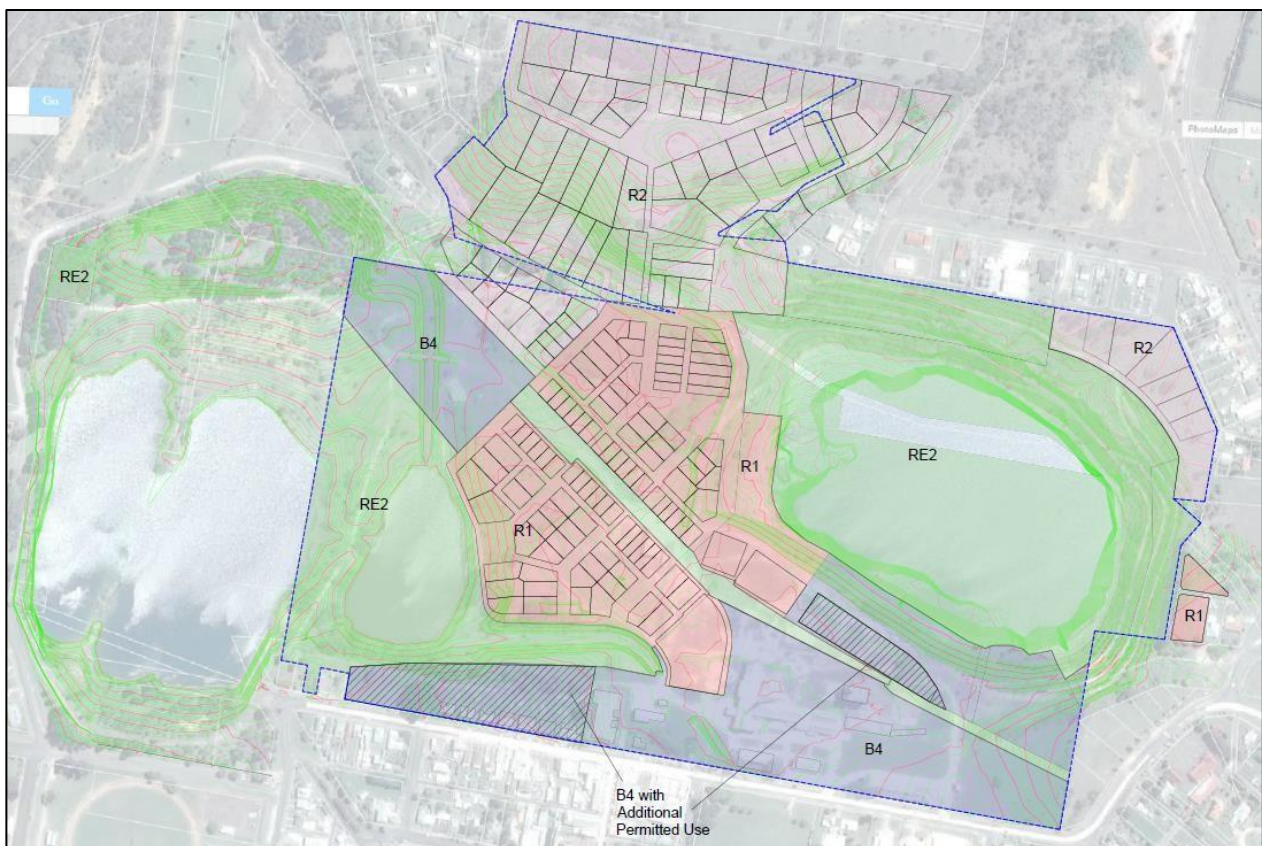 Go
PhotoMaps
R2
RE2
B4
R2
RE2
R1
RE2
R1
R1
B4
B4 with
Additional
Permitted Use